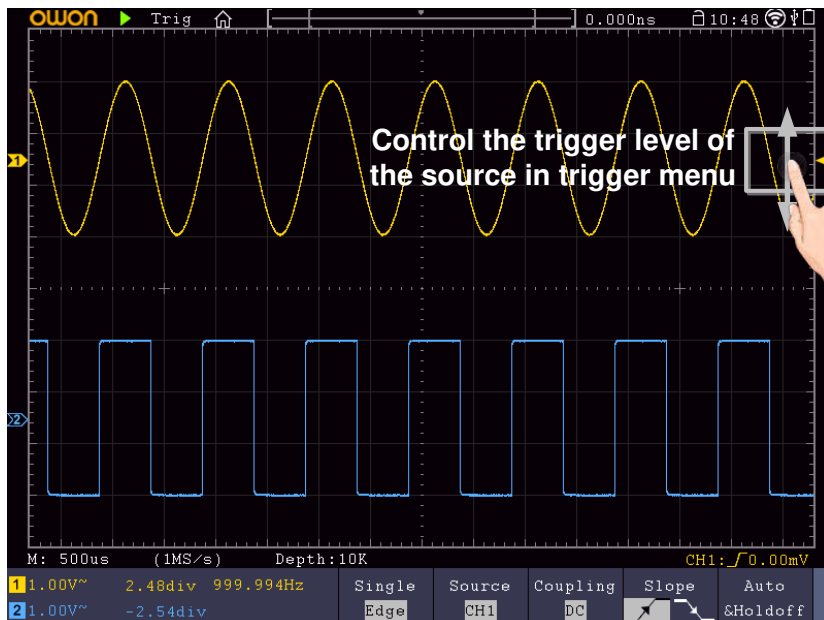 OWON Trig 0.000ns 10:48
Control the trigger level of
the source in trigger menu
1
2
M: 500us (1MS/s) Depth:10K CH1: 0.00mV
1 1.00V~ 2.48div 999.994Hz Single Source Coupling Slope Auto
2 1.00V~ -2.54div Edge CH1 DC &Holdoff